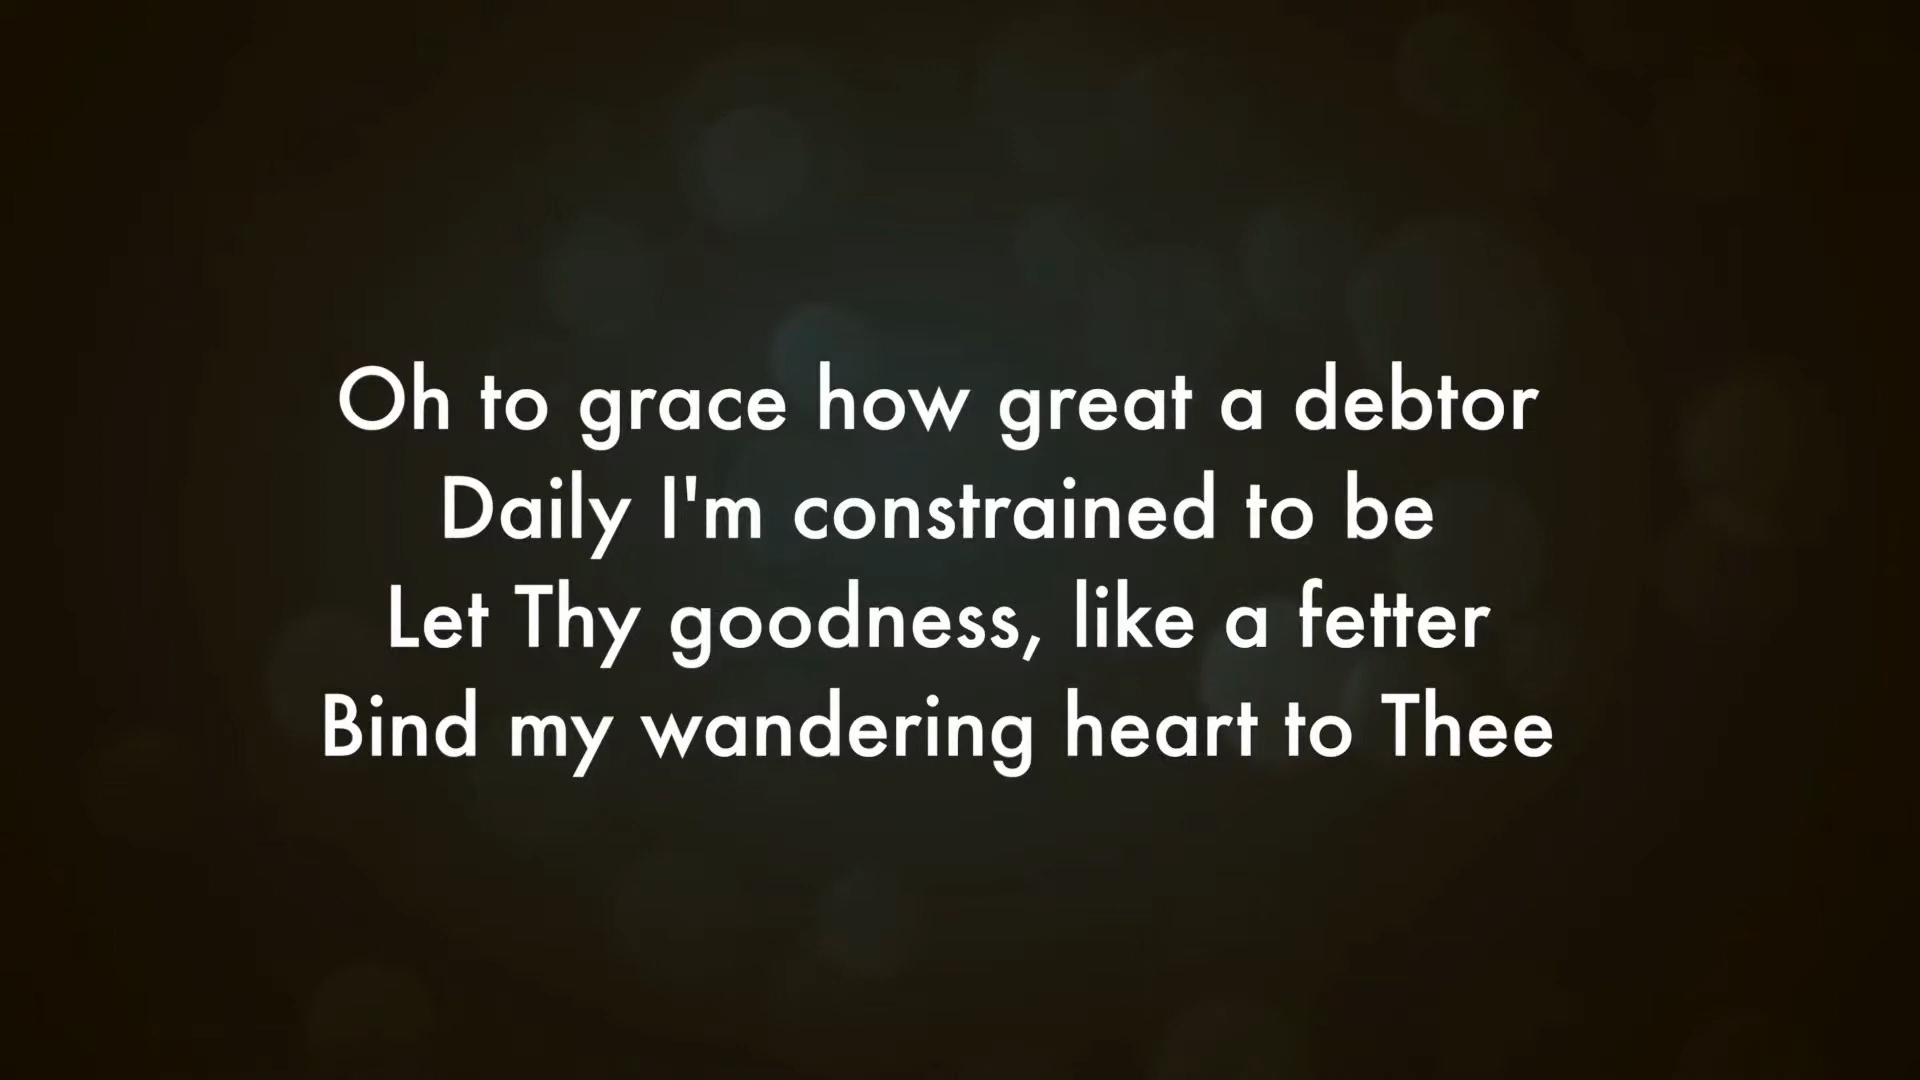 Oh to grace how great a debtor
Daily I'm constrained to be
Let Thy goodness, like a fetter
Bind my wandering heart to Thee